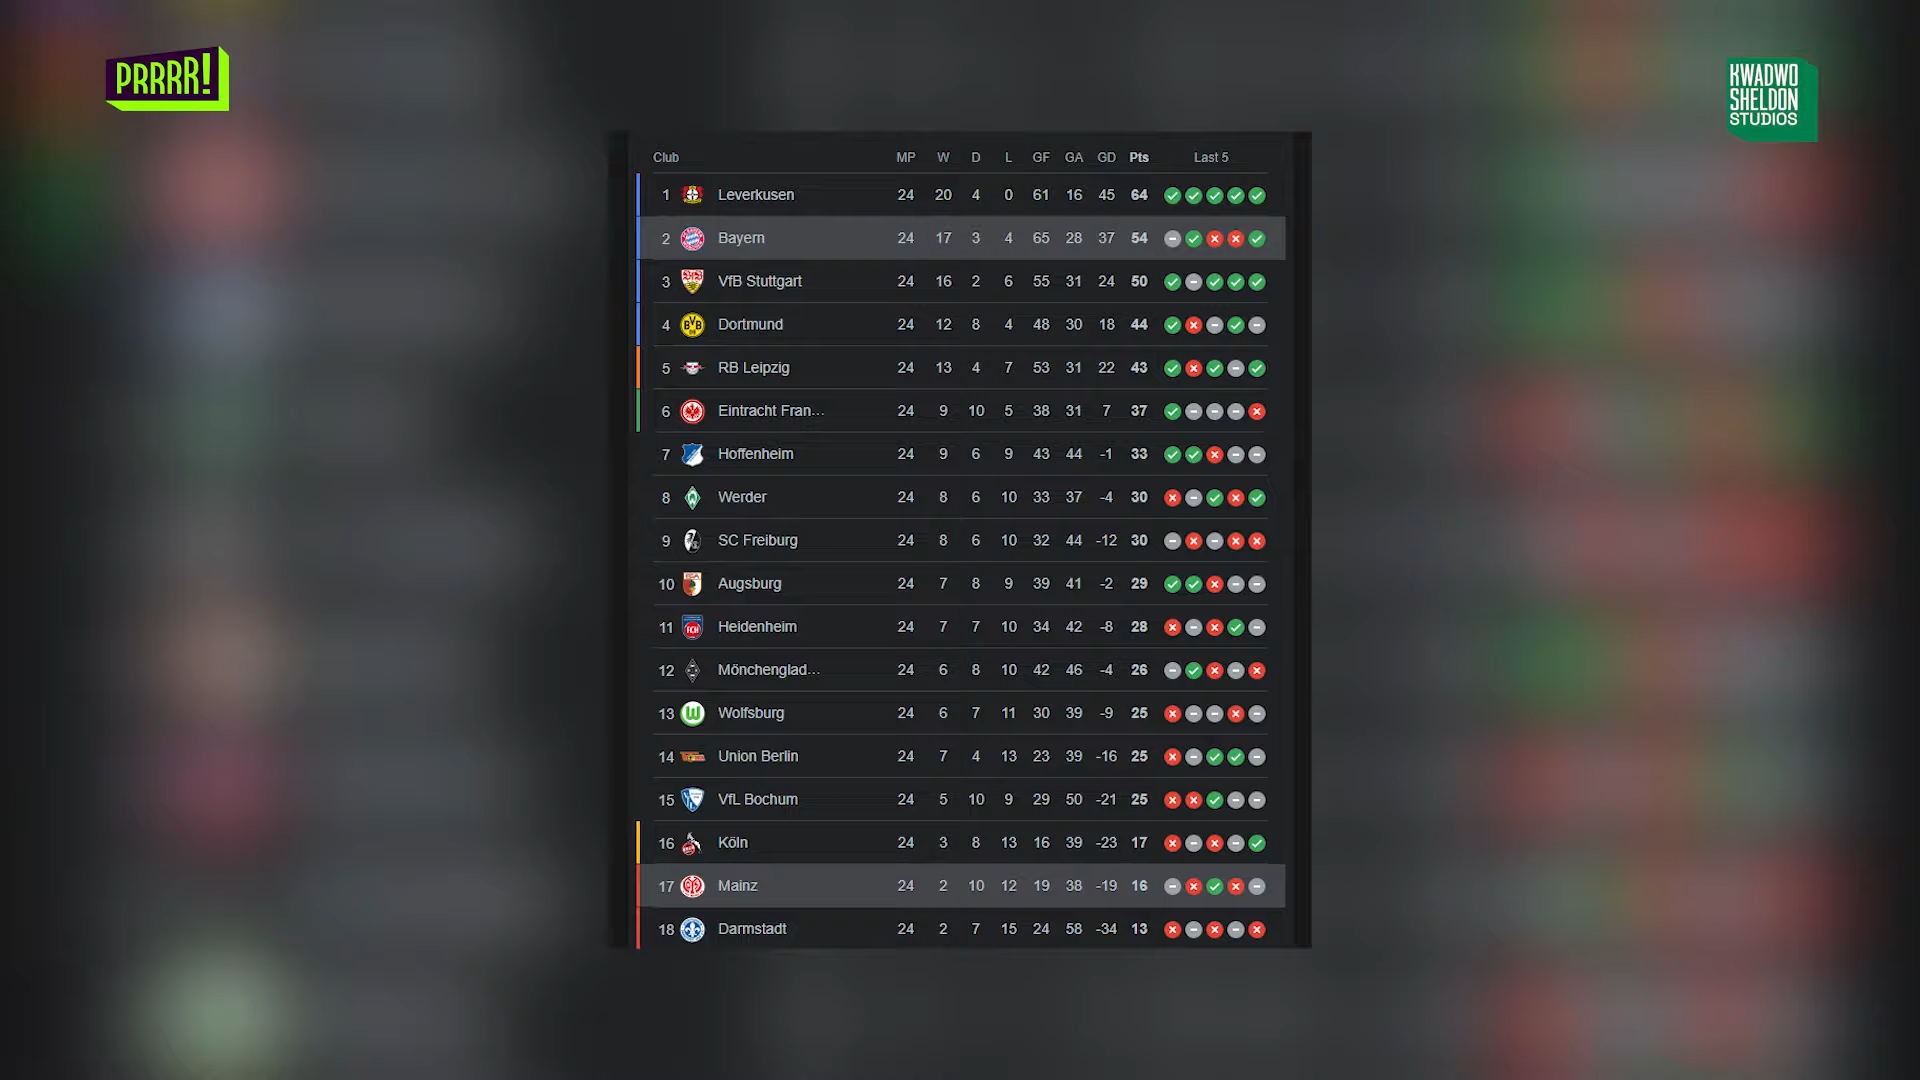 PRRRR!
KWADWO
SHELDON
STUDIOS
Club MP W D L GF GA GD Pts Last 5
1 Leverkusen 24 20 4 0 61 16 45 64
2 Bayern 24 17 3 4 65 28 37 54
3 VfB Stuttgart 24 16 2 6 55 31 24 50
4 Dortmund 24 12 8 4 48 30 18 44
5 RB Leipzig 24 13 4 7 53 31 22 43
6 Eintracht Fran... 24 9 10 5 38 31 7 37
7 Hoffenheim 24 9 6 9 43 44 -1 33
8 Werder 24 8 6 10 33 37 -4 30
9 SC Freiburg 24 8 6 10 32 44 -12 30
10 Augsburg 24 7 8 9 39 41 -2 29
11 Heidenheim 24 7 7 10 34 42 -8 28
12 Mönchenglad... 24 6 8 10 42 46 -4 26
13 Wolfsburg 24 6 7 11 30 39 -9 25
14 Union Berlin 24 7 4 13 23 39 -16 25
15 VfL Bochum 24 5 10 9 29 50 -21 25
16 Köln 24 3 8 13 16 39 -23 17
17 Mainz 24 2 10 12 19 38 -19 16
18 Darmstadt 24 2 7 15 24 58 -34 13